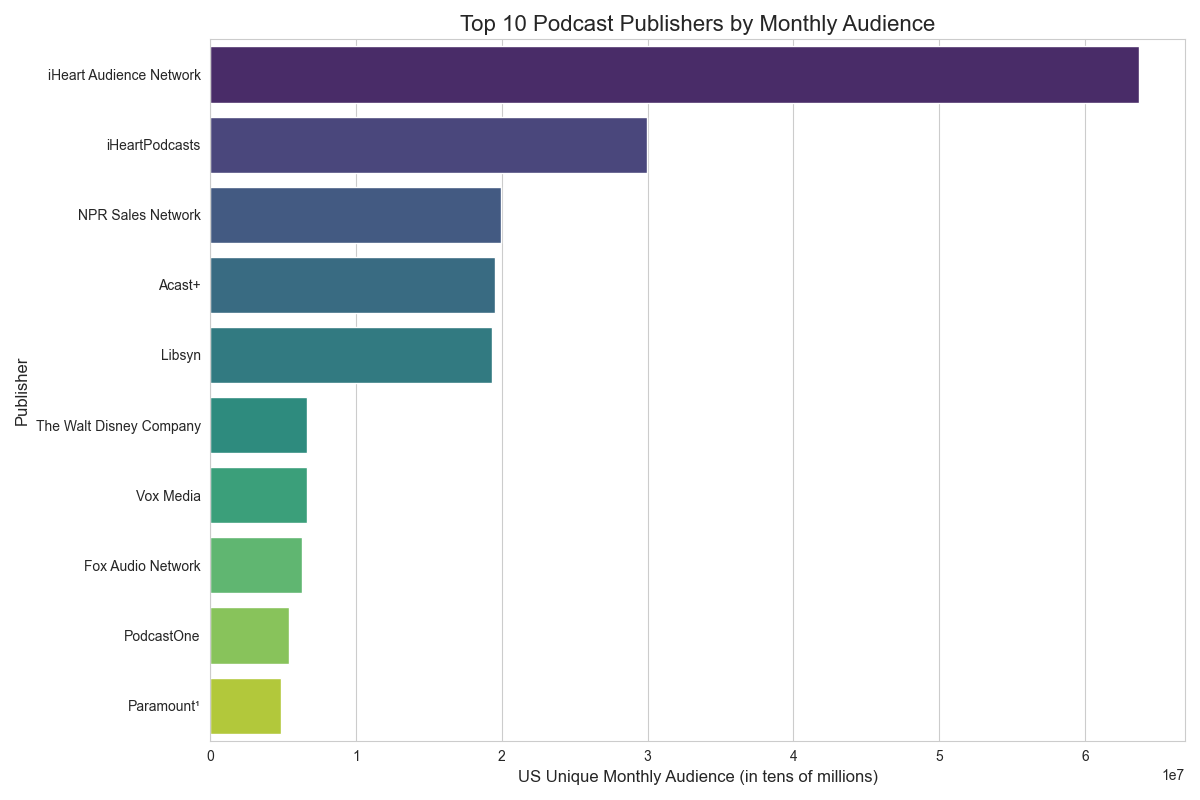 Top 10 Podcast Publishers by Monthly Audience
Publisher
iHeart Audience Network
iHeartPodcasts
NPR Sales Network
Acast+
Libsyn
The Walt Disney Company
Vox Media
Fox Audio Network
PodcastOne
Paramount¹
0 1 2 3 4 5 6
1e7
US Unique Monthly Audience (in tens of millions)